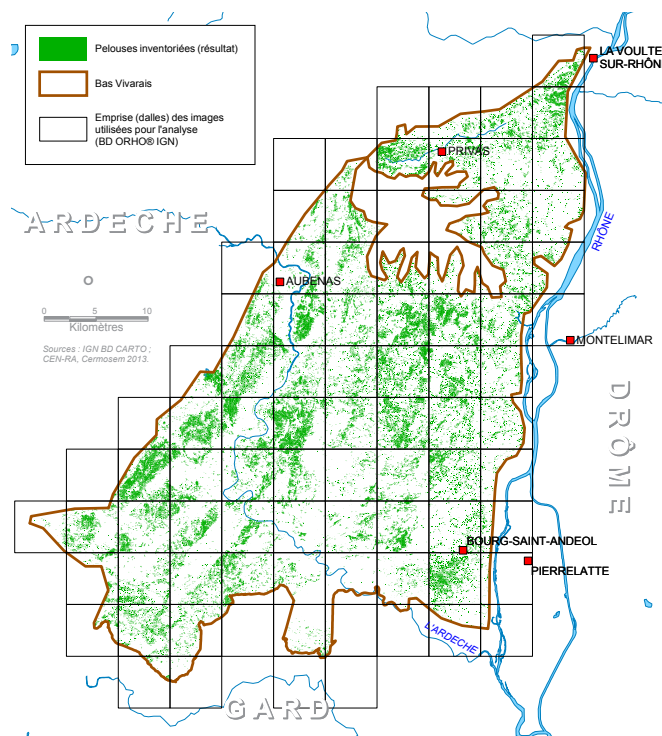 Pelouses inventoriées (résultat)
Bas Vivarais
Emprise (dalles) des images
utilisées pour l'analyse
(BD ORHO® IGN)
LA VOULTE
SUR-RHÔN
PRIVAS
ARDECHE
RHÔNE
AUBENAS
0 5 10
Kilomètres
Sources : IGN BD CARTO ;
CEN-RA, Cermosem 2013.
MONTELIMAR
DRÔME
BOURG-SAINT-ANDEOL
PIERRELATTE
L'ARDECHE
GARD